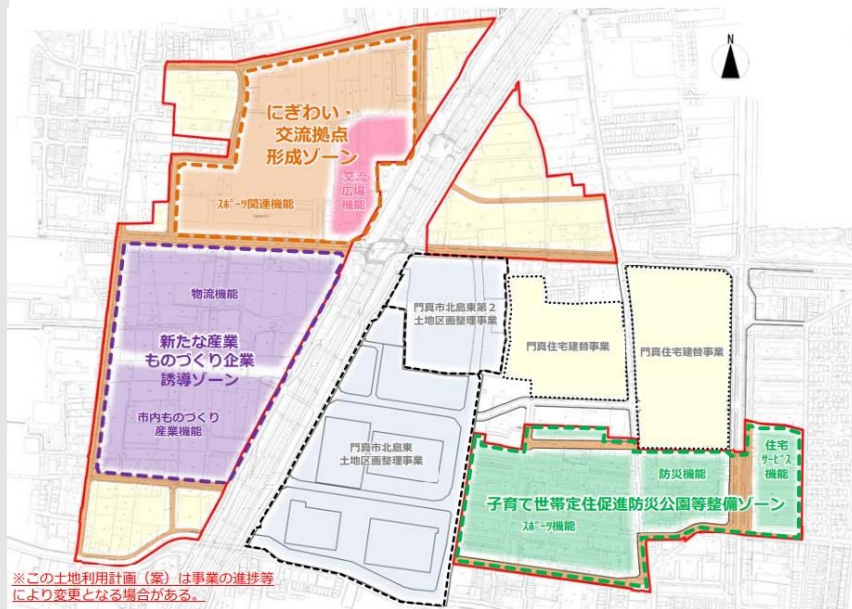 N
にぎわい・
交流拠点
形成ゾーン
交流
広場
機能
スポーツ関連機能
物流機能
新たな産業
ものづくり企業
誘導ゾーン
市内ものづくり
産業機能
門真市北島東第2
土地区画整理事業
門真住宅建替事業
門真住宅建替事業
門真市北島東
土地区画整理事業
住宅
サービス
機能
防災機能
子育て世帯定住促進防災公園等整備ゾーン
スポーツ機能
※この土地利用計画（案）は事業の進捗等
により変更となる場合がある。